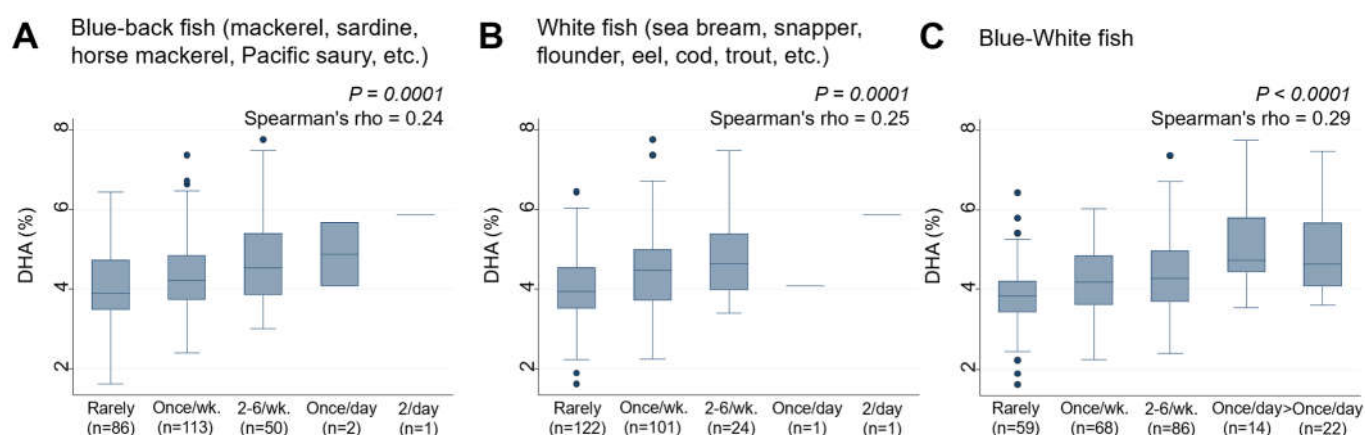 A Blue-back fish (mackerel, sardine,
horse mackerel, Pacific saury, etc.)
P = 0.0001
Spearman's rho = 0.24
DHA (%)
8
6
4
2
Rarely Once/wk. 2-6/wk. Once/day 2/day
(n=86) (n=113) (n=50) (n=2) (n=1)
B White fish (sea bream, snapper,
flounder, eel, cod, trout, etc.)
P = 0.0001
Spearman's rho = 0.25
DHA (%)
8
6
4
2
Rarely Once/wk. 2-6/wk. Once/day 2/day
(n=122) (n=101) (n=24) (n=1) (n=1)
C Blue-White fish
P < 0.0001
Spearman's rho = 0.29
DHA (%)
8
6
4
2
Rarely Once/wk. 2-6/wk. Once/day >Once/day
(n=59) (n=68) (n=86) (n=14) (n=22)